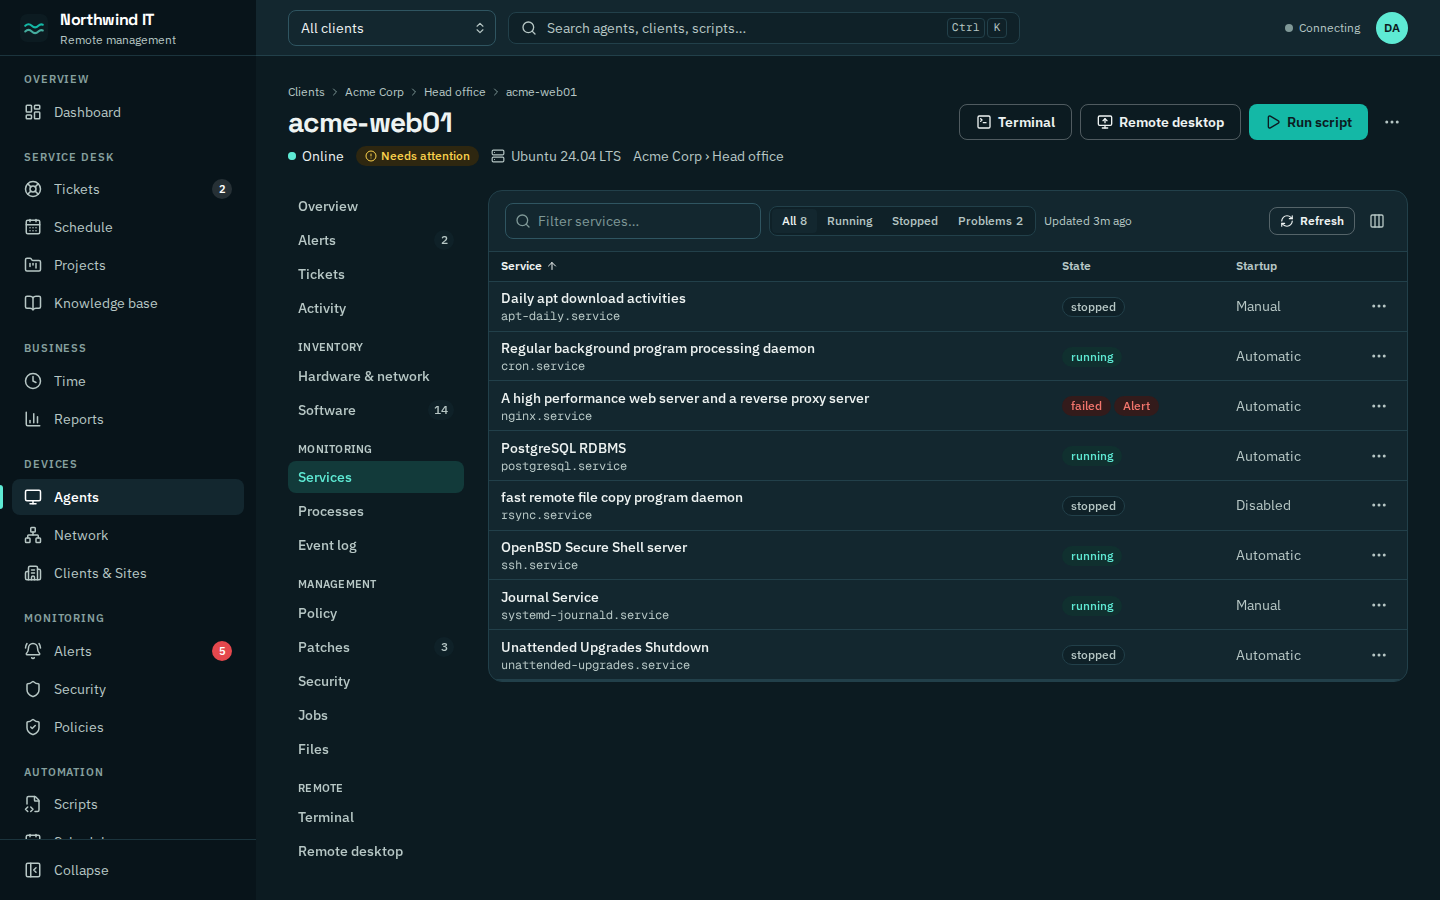 Northwind IT
Remote management
OVERVIEW
Dashboard
SERVICE DESK
Tickets 2
Schedule
Projects
Knowledge base
BUSINESS
Time
Reports
DEVICES
Agents
Network
Clients & Sites
MONITORING
Alerts 5
Security
Policies
AUTOMATION
Scripts
Collapse
All clients
Search agents, clients, scripts...
Ctrl K
Connecting
DA
Clients > Acme Corp > Head office > acme-web01
acme-web01
Online
Needs attention
Ubuntu 24.04 LTS
Acme Corp › Head office
Terminal
Remote desktop
Run script
Overview
Alerts 2
Tickets
Activity
INVENTORY
Hardware & network
Software 14
MONITORING
Services
Processes
Event log
MANAGEMENT
Policy
Patches 3
Security
Jobs
Files
REMOTE
Terminal
Remote desktop
Filter services...
All 8 Running Stopped Problems 2
Updated 3m ago
Refresh
Service State Startup
Daily apt download activities
apt-daily.service
stopped Manual
Regular background program processing daemon
cron.service
running Automatic
A high performance web server and a reverse proxy server
nginx.service
failed Alert Automatic
PostgreSQL RDBMS
postgresql.service
running Automatic
fast remote file copy program daemon
rsync.service
stopped Disabled
OpenBSD Secure Shell server
ssh.service
running Automatic
Journal Service
systemd-journald.service
running Manual
Unattended Upgrades Shutdown
unattended-upgrades.service
stopped Automatic